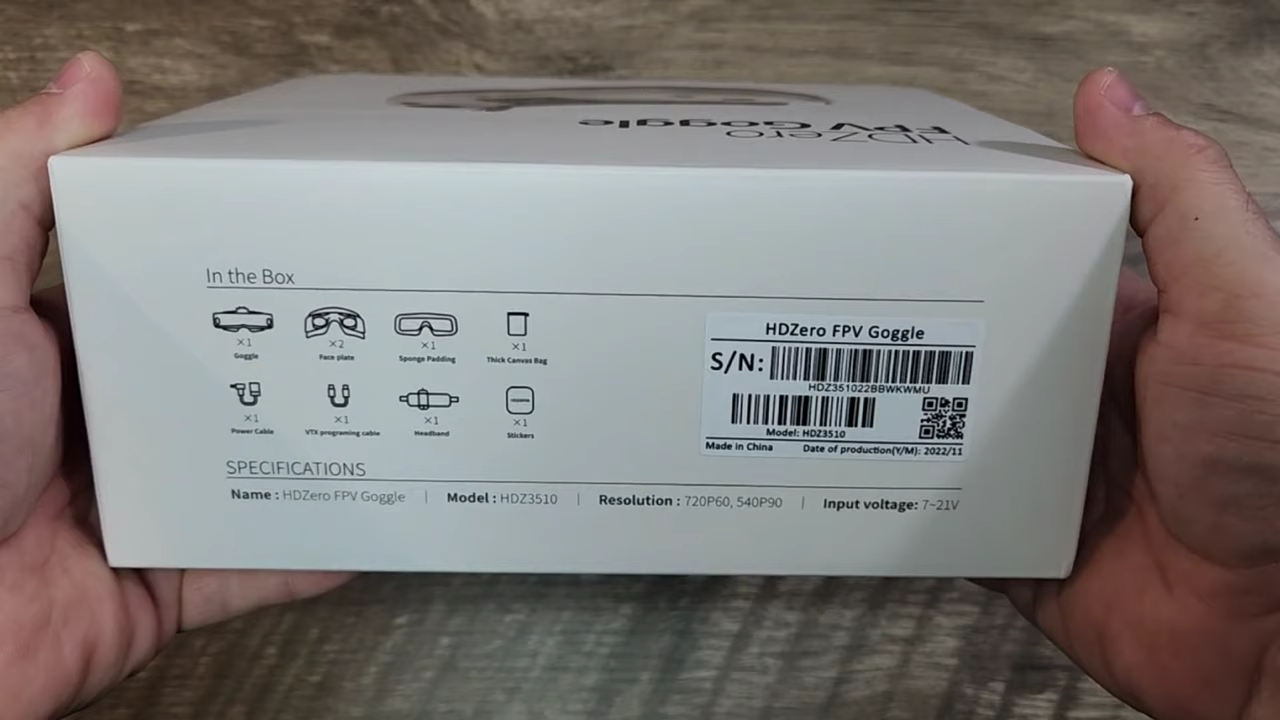 HDZero
FPV Goggle
In the Box
×1 ×2 ×1 ×1
Goggle Face plate Sponge Padding Thick Canvas Bag
×1 ×1 ×1 ×1
Power Cable VTX programing cable Headband Stickers
HDZero FPV Goggle
S/N:
HDZ351022BBWKWMU
Model: HDZ3510
Made in China Date of production(Y/M): 2022/11
SPECIFICATIONS
Name : HDZero FPV Goggle | Model : HDZ3510 | Resolution : 720P60, 540P90 | Input voltage: 7~21V